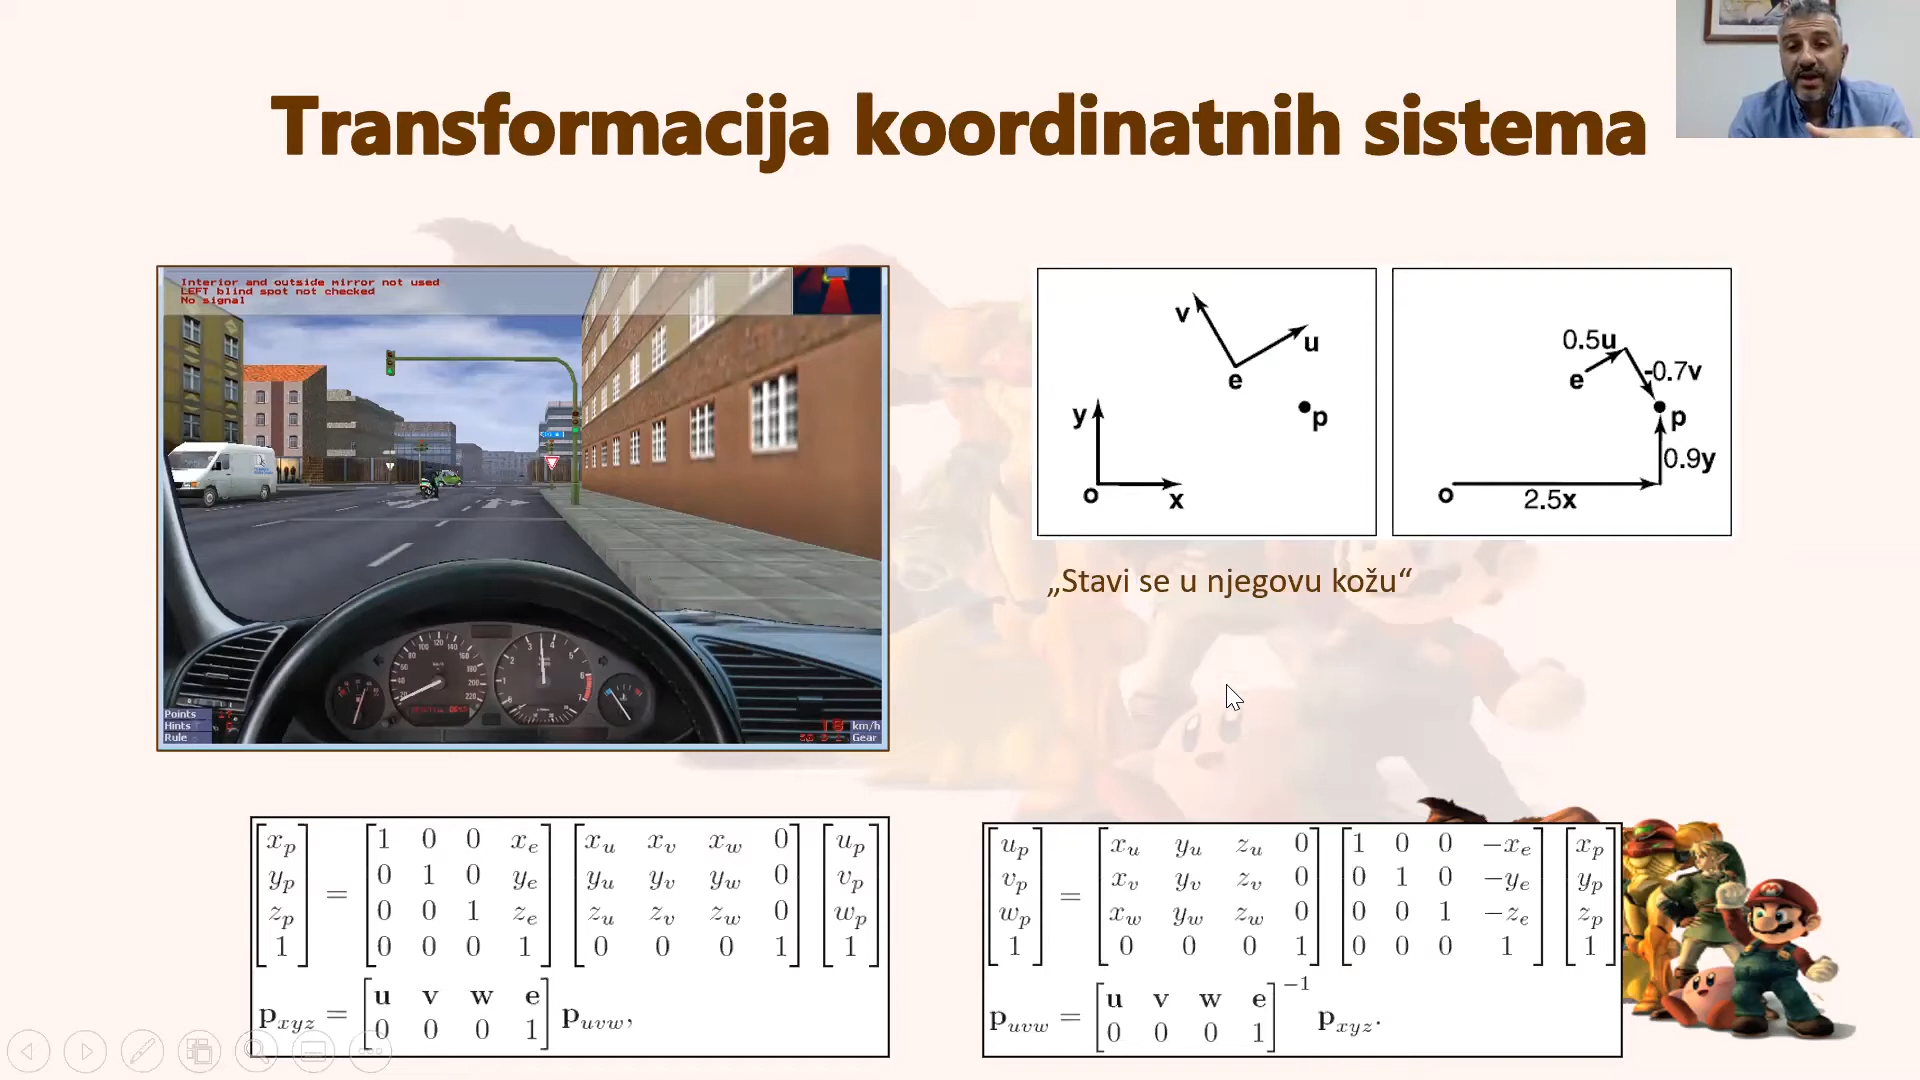 Transformacija koordinatnih sistema
Interior and outside mirror not used
LEFT blind spot not checked
No signal
Points
Hints
Rule
km/h
Gear
v
u
e
y
p
o
x
0.5u
e
-0.7v
p
0.9y
o
2.5x
„Stavi se u njegovu kožu“
x_p 1 0 0 x_e x_u x_v x_w 0 u_p
y_p = 0 1 0 y_e y_u y_v y_w 0 v_p
z_p 0 0 1 z_e z_u z_v z_w 0 w_p
1 0 0 0 1 0 0 0 1 1
p_xyz = [u v w e
0 0 0 1] p_uvw,
u_p x_u y_u z_u 0 1 0 0 −x_e x_p
v_p = x_v y_v z_v 0 0 1 0 −y_e y_p
w_p x_w y_w z_w 0 0 0 1 −z_e z_p
1 0 0 0 1 0 0 0 1 1
p_uvw = [u v w e
0 0 0 1]^−1 p_xyz.